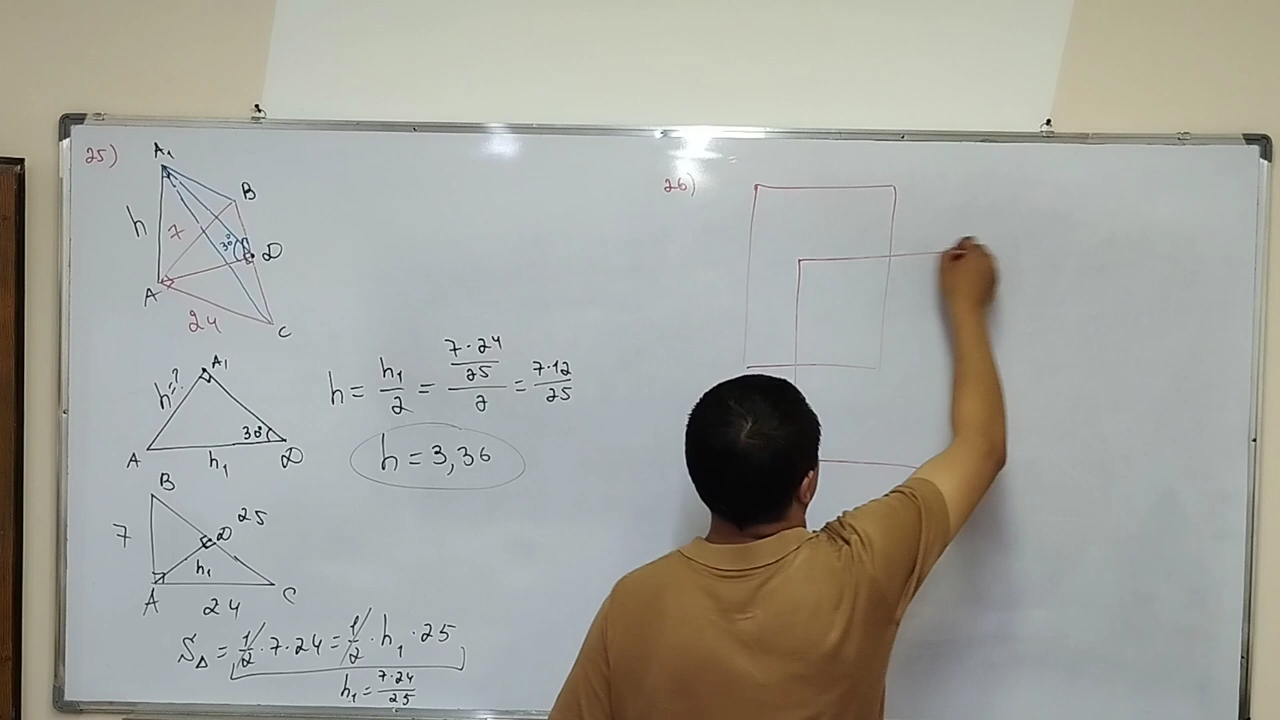 25)
A₁
B
h
7
30°
D
A
24
C
A₁
h=?
30°
A
h₁
D
B
7
25
D
h₁
A
24
C
S△ = 1/2 · 7 · 24 = 1/2 · h₁ · 25
h₁ = 7·24/25
h = h₁/2 = (7·24/25)/2 = 7·12/25
h = 3,36
26)